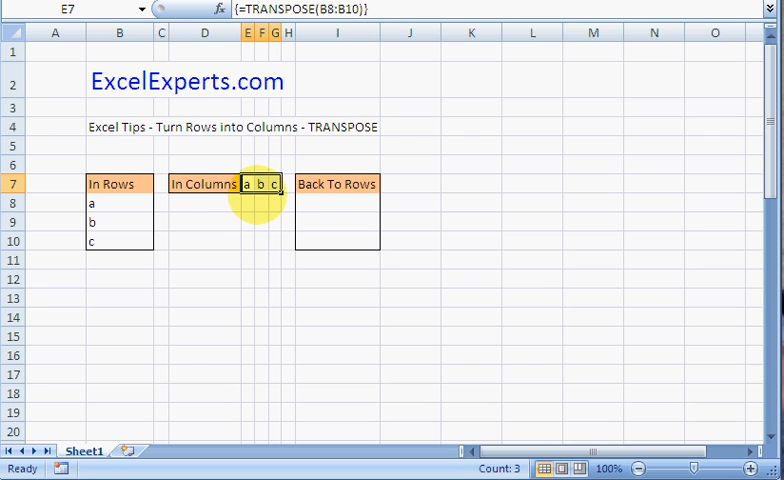 E7 fx {=TRANSPOSE(B8:B10)}
A B C D E F G H I J K L M N O
1
2 ExcelExperts.com
3
4 Excel Tips - Turn Rows into Columns - TRANSPOSE
5
6
7 In Rows In Columns a b c Back To Rows
8 a
9 b
10 c
11
12
13
14
15
16
17
18
19
20
Sheet1
Ready Count: 3 100%